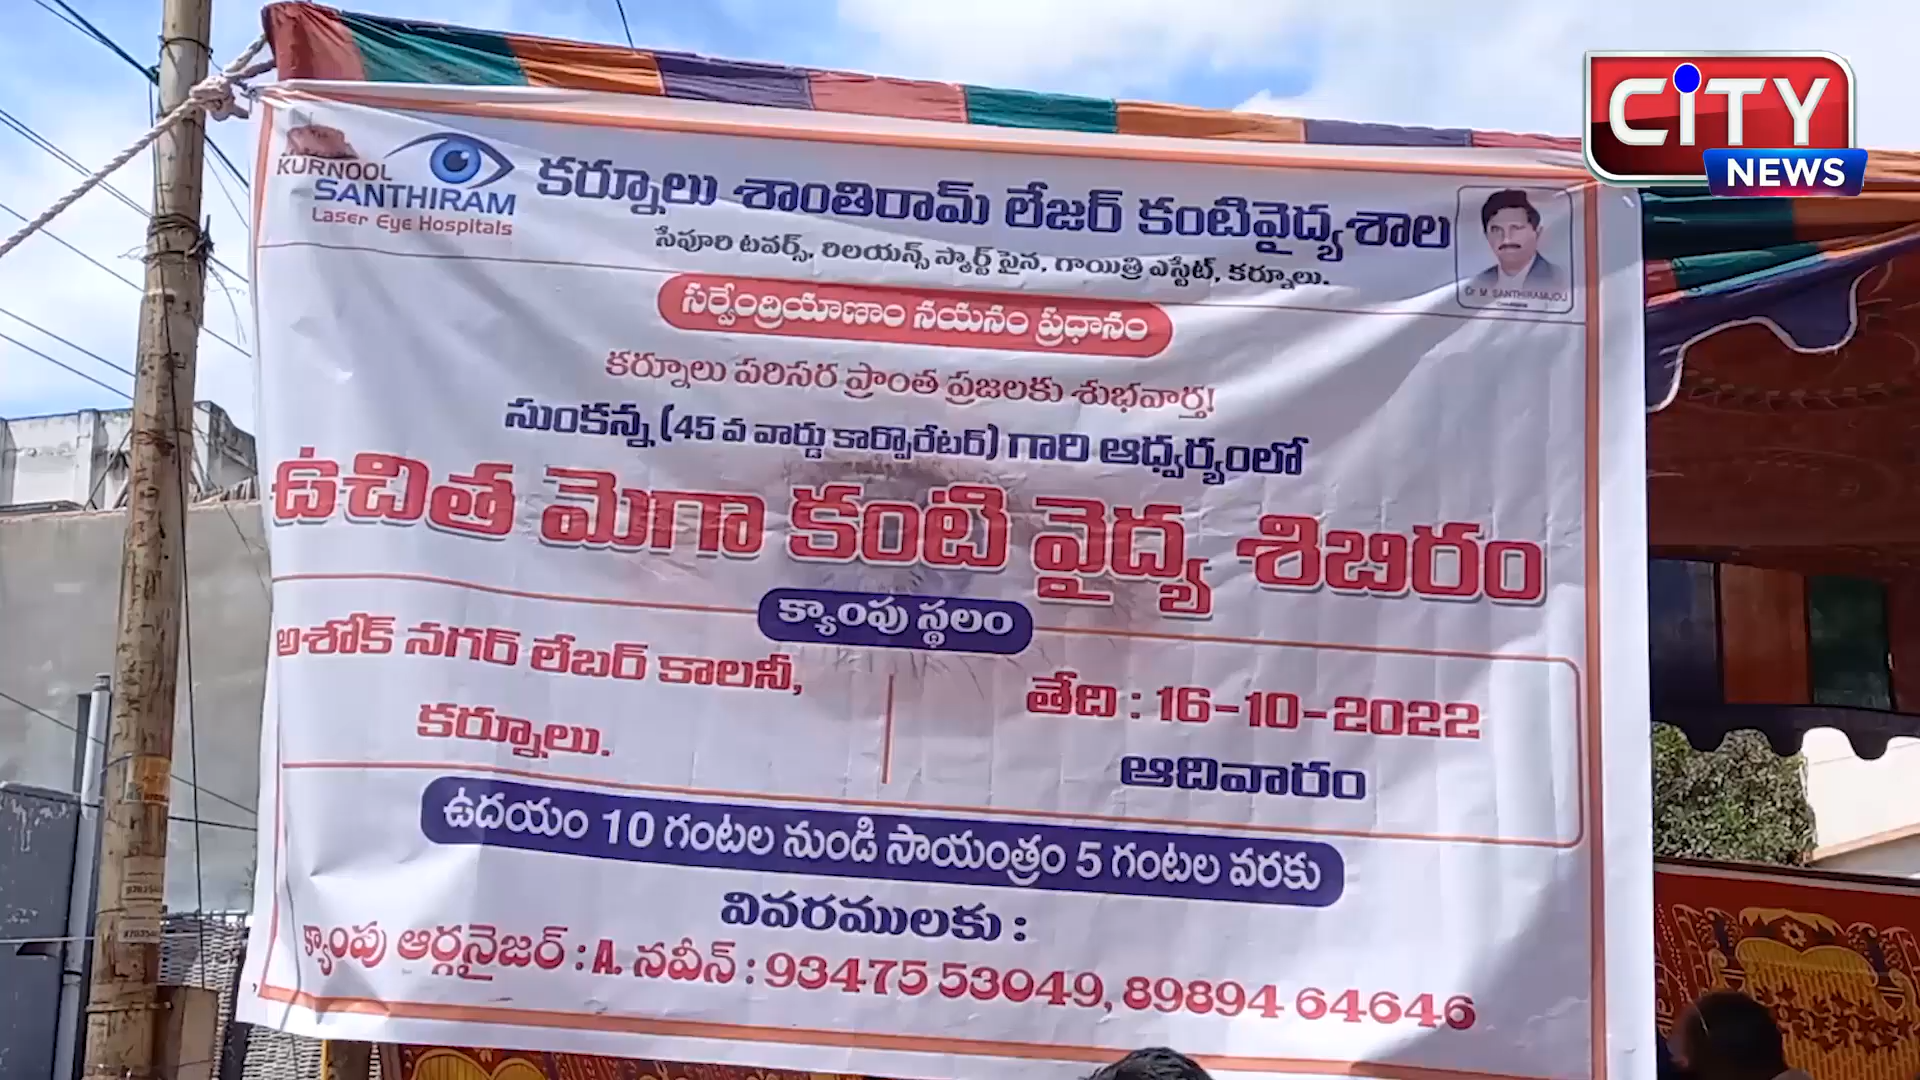 CiTY
NEWS
KURNOOL
SANTHIRAM
Laser Eye Hospitals
కర్నూలు శాంతిరామ్ లేజర్ కంటివైద్యశాల
సేపూరి టవర్స్, రిలయన్స్ స్మార్ట్ పైన, గాయిత్రి ఎస్టేట్, కర్నూలు.
Dr M. SANTHIRAMUDU
సర్వేంద్రియాణాం నయనం ప్రధానం
కర్నూలు పరిసర ప్రాంత ప్రజలకు శుభవార్త!
సుంకన్న (45 వ వార్డు కార్పొరేటర్) గారి ఆధ్వర్యంలో
ఉచిత మెగా కంటి వైద్య శిబిరం
క్యాంపు స్థలం
అశోక్ నగర్ లేబర్ కాలనీ,
కర్నూలు.
తేది : 16-10-2022
ఆదివారం
ఉదయం 10 గంటల నుండి సాయంత్రం 5 గంటల వరకు
వివరములకు :
క్యాంపు ఆర్గనైజర్ : A. నవీన్ : 93475 53049, 89894 64646